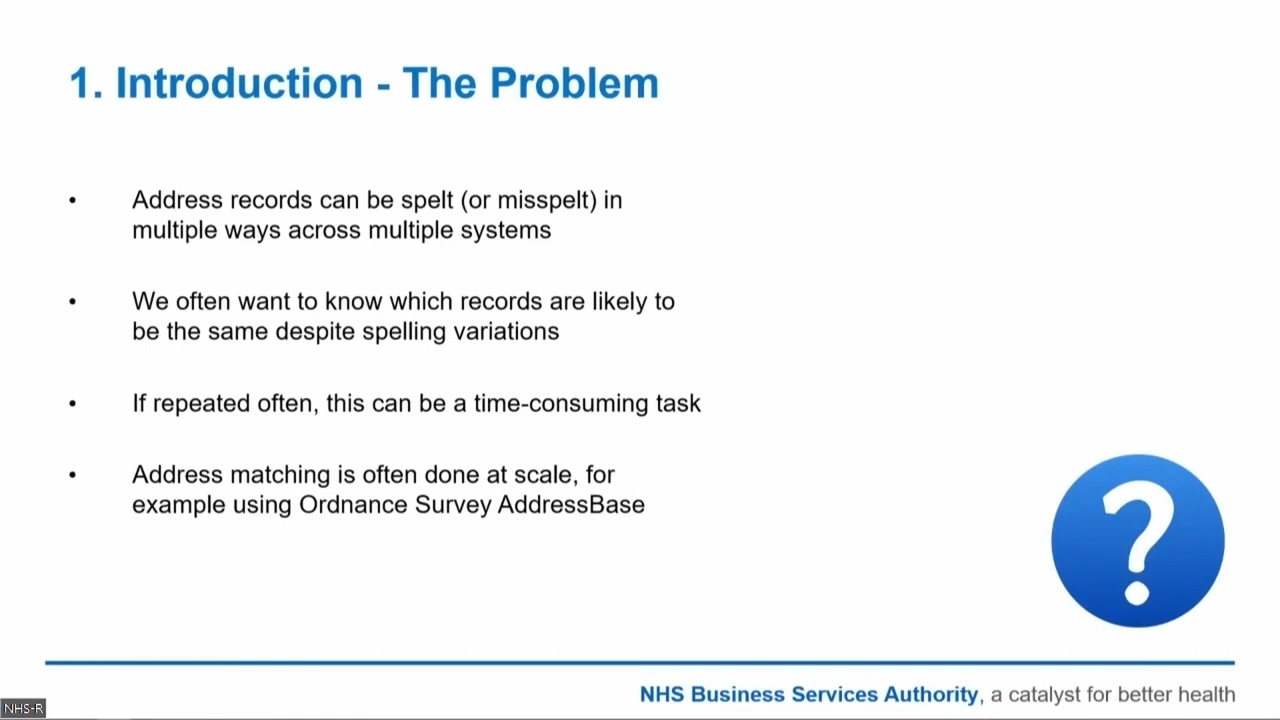 1. Introduction - The Problem
• Address records can be spelt (or misspelt) in
multiple ways across multiple systems
• We often want to know which records are likely to
be the same despite spelling variations
• If repeated often, this can be a time-consuming task
• Address matching is often done at scale, for
example using Ordnance Survey AddressBase
?
NHS Business Services Authority, a catalyst for better health
NHS-R